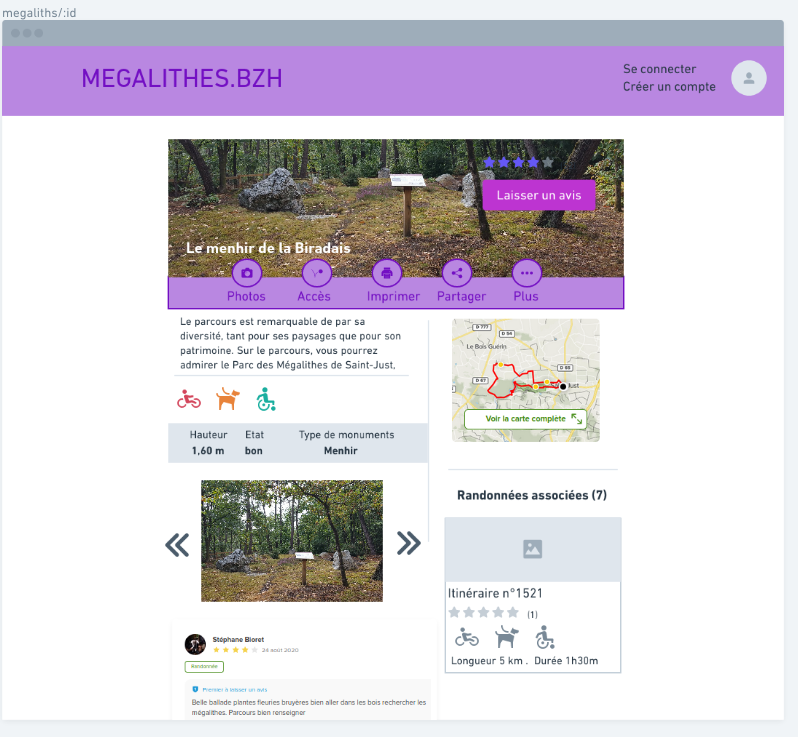 megaliths/:id
MEGALITHES.BZH
Se connecter
Créer un compte
Laisser un avis
Le menhir de la Biradais
Photos
Accès
Imprimer
Partager
Plus
Le parcours est remarquable de par sa
diversité, tant pour ses paysages que pour son
patrimoine. Sur le parcours, vous pourrez
admirer le Parc des Mégalithes de Saint-Just,
Hauteur Etat Type de monuments
1,60 m bon Menhir
D 777
D 54
Le Bois Guérin
D 65
D 67
Just
Voir la carte complète
Randonnées associées (7)
Itinéraire n°1521
(1)
Longueur 5 km . Durée 1h30m
Stéphane Bioret
24 août 2020
Randonnée
Premier à laisser un avis
Belle ballade plantes fleuries bruyères bien aller dans les bois rechercher les
mégalithes. Parcours bien renseigner